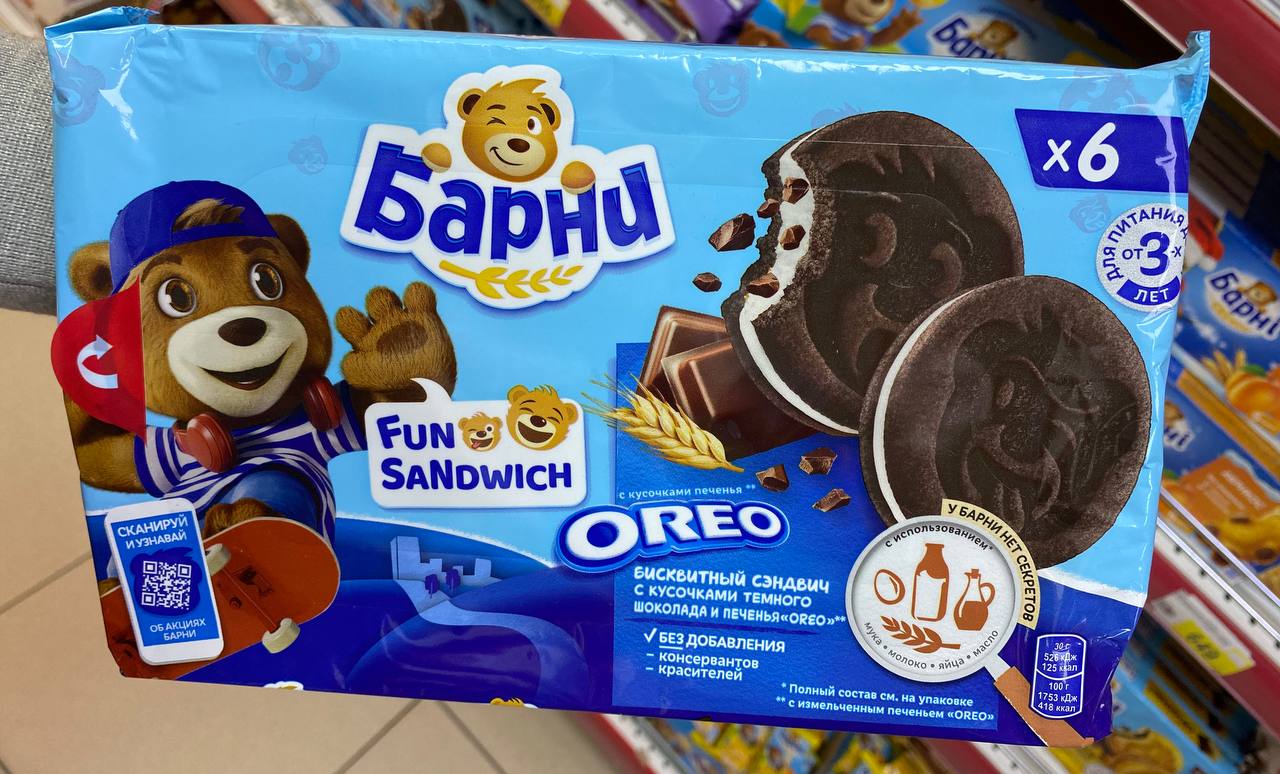 Барни
x6
ДЛЯ ПИТАНИЯ
ОТ 3-х
ЛЕТ
FUN
SANDWICH
с кусочками печенья **
OREO
БИСКВИТНЫЙ СЭНДВИЧ
С КУСОЧКАМИ ТЕМНОГО
ШОКОЛАДА И ПЕЧЕНЬЯ «OREO»**
✓ БЕЗ ДОБАВЛЕНИЯ
– консервантов
– красителей
* Полный состав см. на упаковке
** с измельченным печеньем «OREO»
У БАРНИ НЕТ СЕКРЕТОВ
с использованием*
мука • молоко • яйца • масло
30 г
526 кДж
125 ккал
100 г
1753 кДж
418 ккал
СКАНИРУЙ
И УЗНАВАЙ
ОБ АКЦИЯХ
БАРНИ
Барні